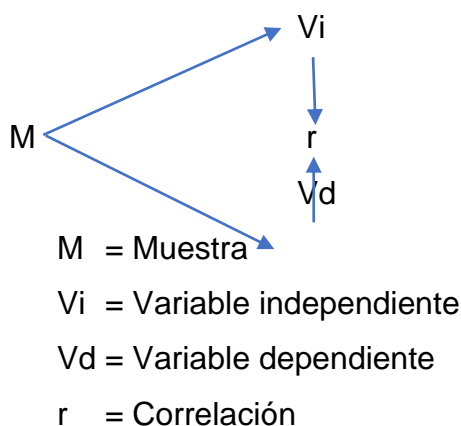 Vi
M r
Vd
M = Muestra
Vi = Variable independiente
Vd = Variable dependiente
r = Correlación